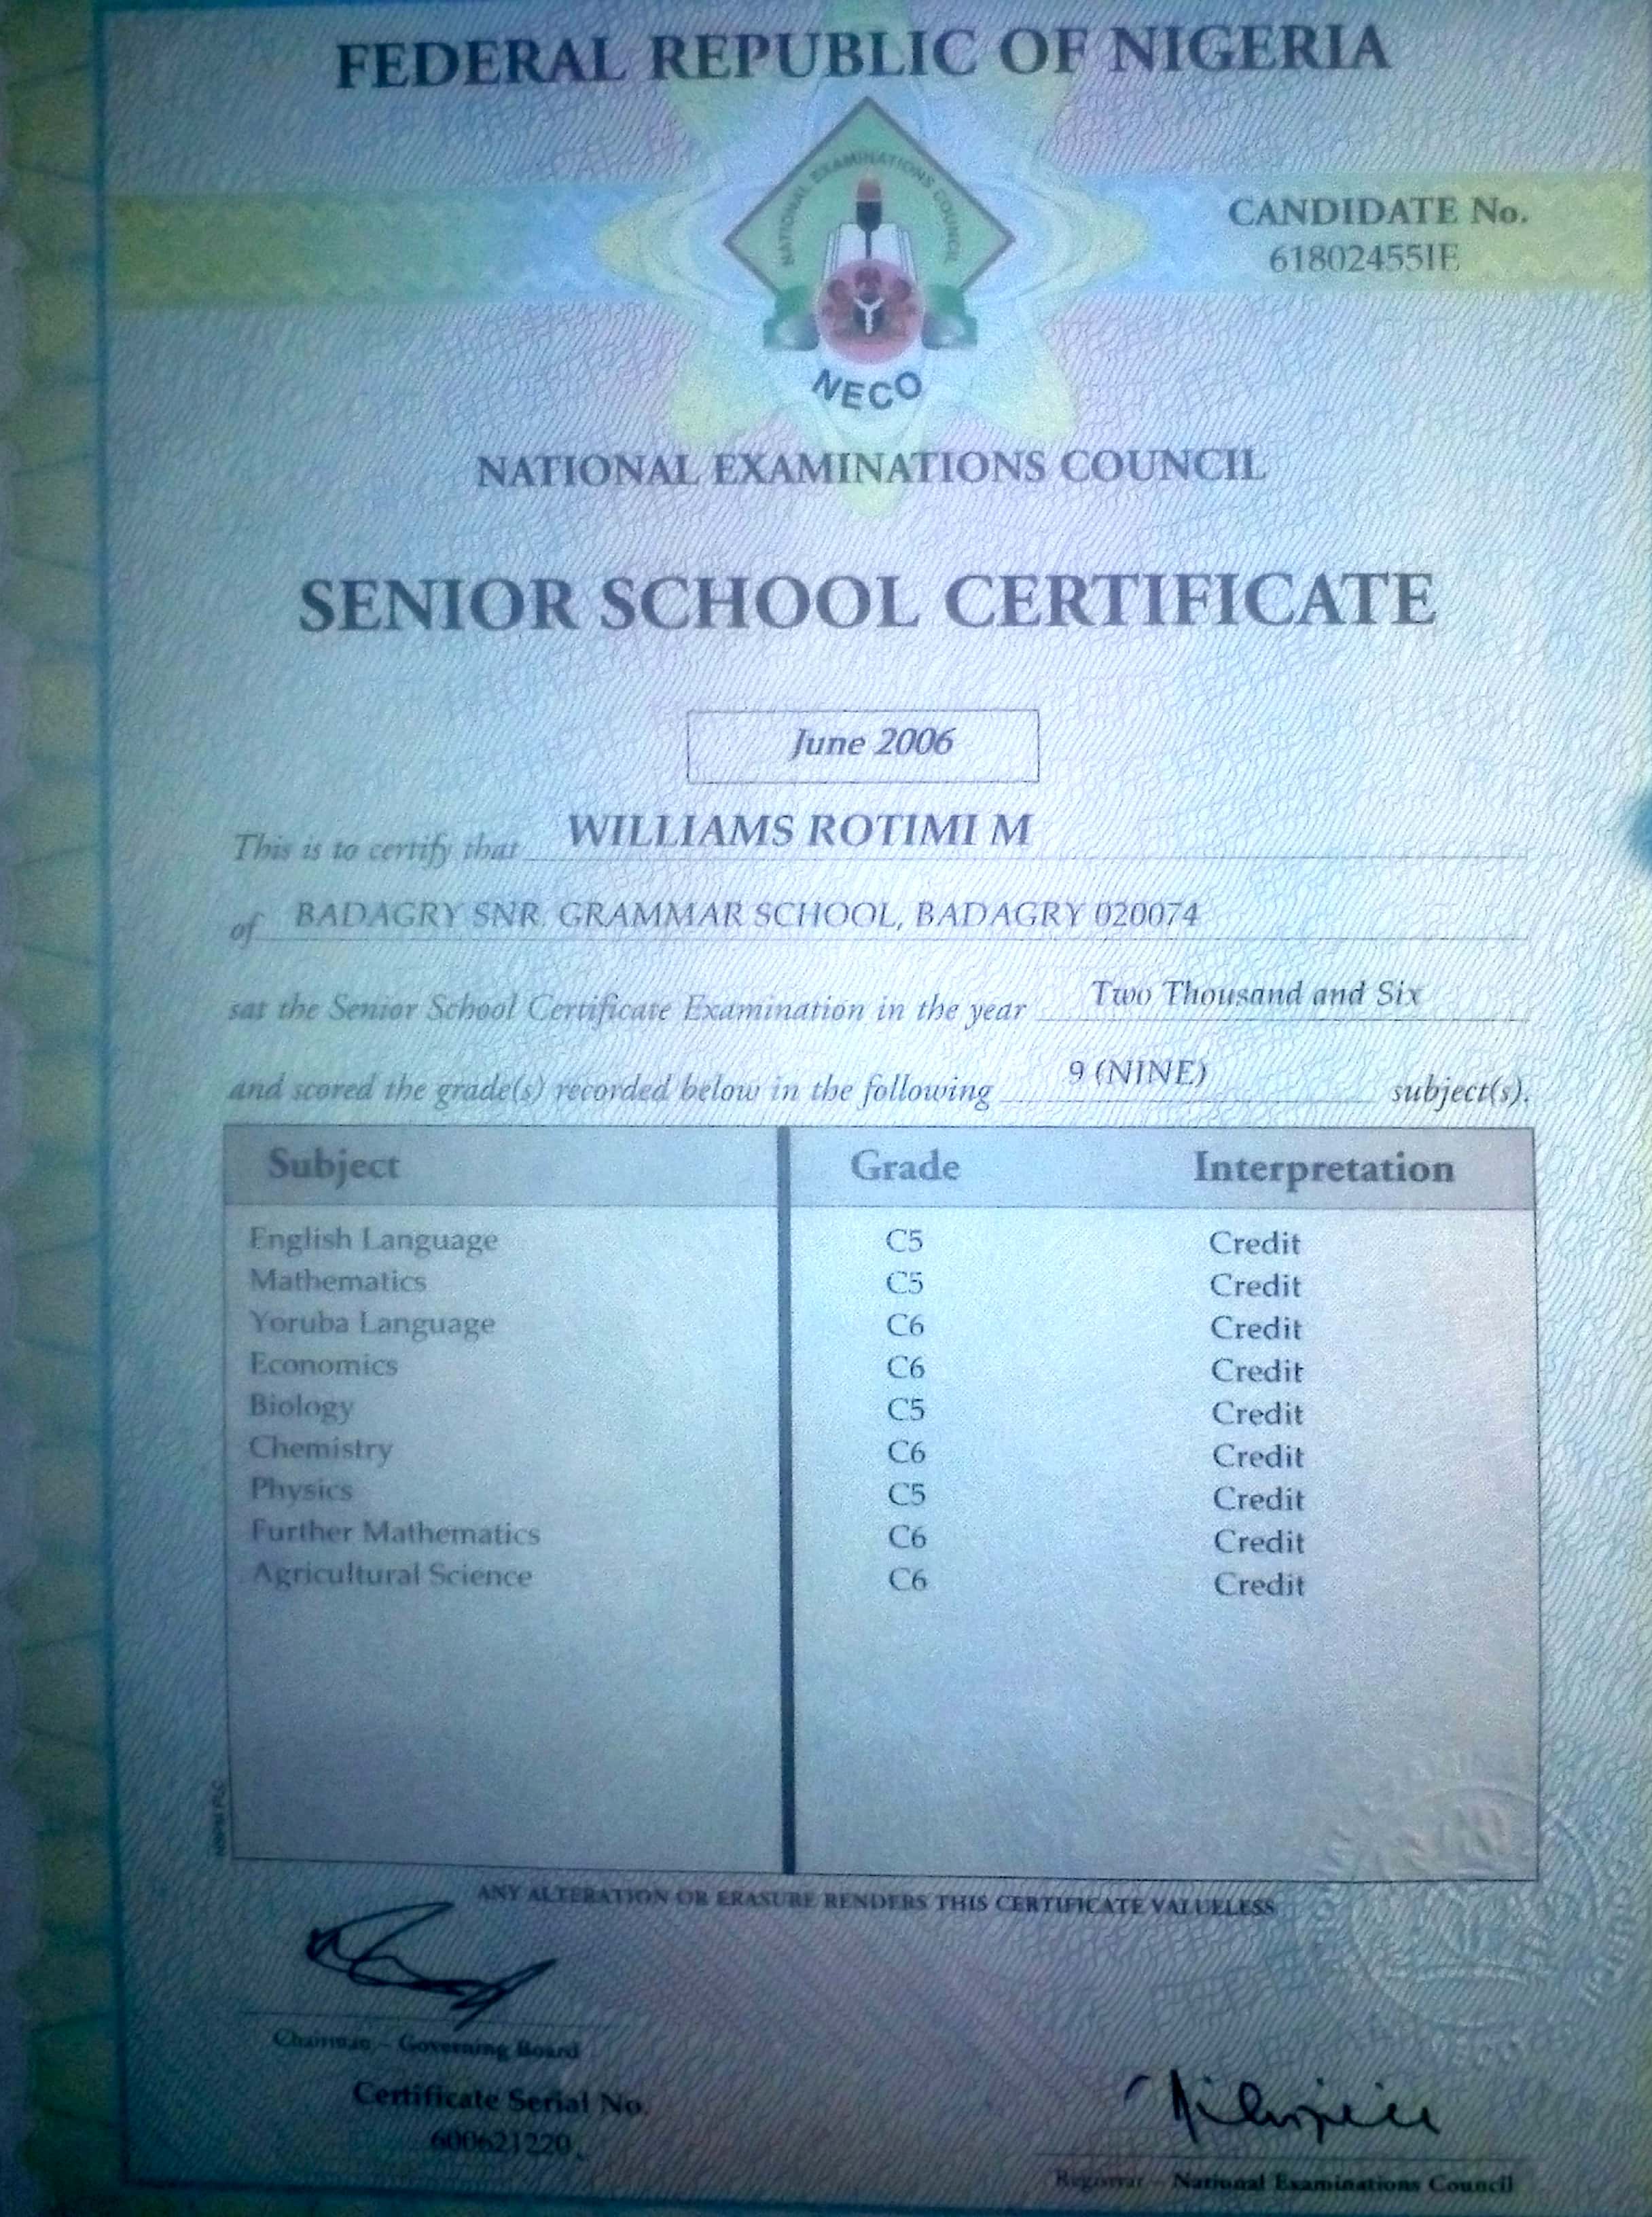 FEDERAL REPUBLIC OF NIGERIA
NATIONAL EXAMINATIONS COUNCIL
NECO
CANDIDATE No.
61802455IE
NATIONAL EXAMINATIONS COUNCIL
SENIOR SCHOOL CERTIFICATE
June 2006
This is to certify that WILLIAMS ROTIMI M
of BADAGRY SNR. GRAMMAR SCHOOL, BADAGRY 020074
sat the Senior School Certificate Examination in the year Two Thousand and Six
and scored the grade(s) recorded below in the following 9 (NINE) subject(s).
Subject Grade Interpretation
English Language C5 Credit
Mathematics C5 Credit
Yoruba Language C6 Credit
Economics C6 Credit
Biology C5 Credit
Chemistry C6 Credit
Physics C5 Credit
Further Mathematics C6 Credit
Agricultural Science C6 Credit
ANY ALTERATION OR ERASURE RENDERS THIS CERTIFICATE VALUELESS
Chairman – Governing Board
Certificate Serial No.
600621220
Registrar – National Examinations Council